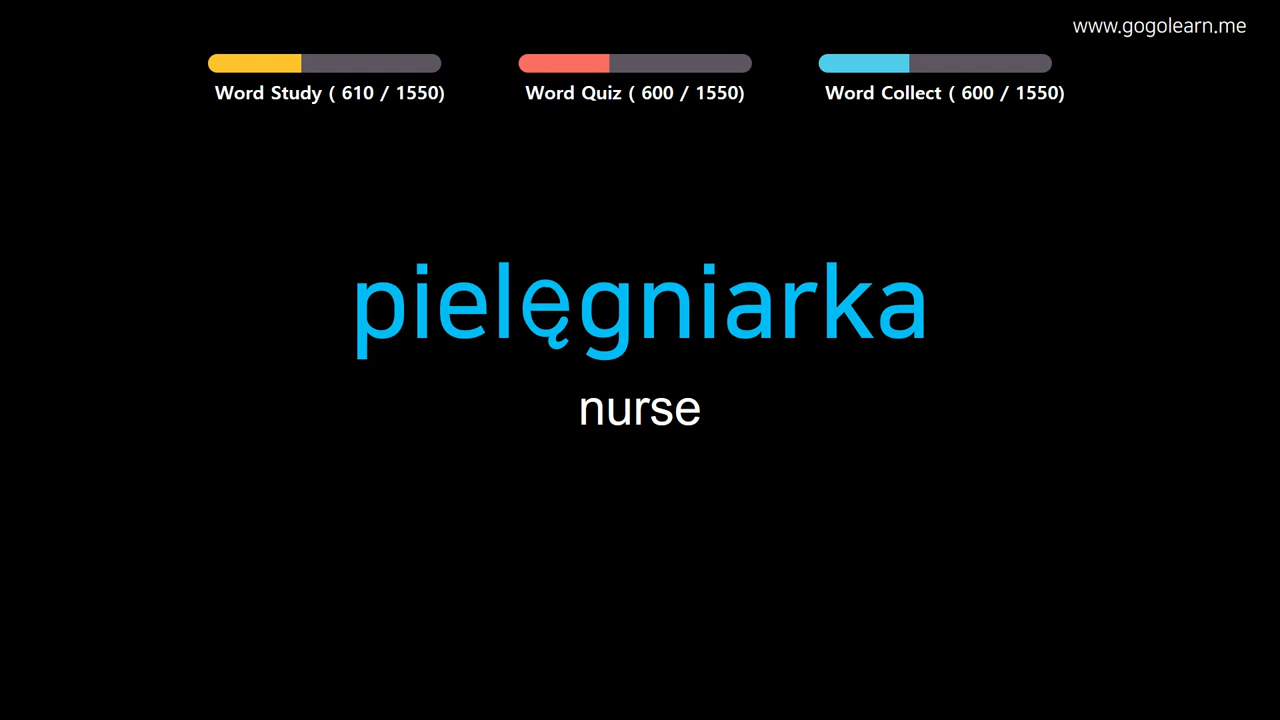 www.gogolearn.me
Word Study ( 610 / 1550)
Word Quiz ( 600 / 1550)
Word Collect ( 600 / 1550)
pielęgniarka
nurse